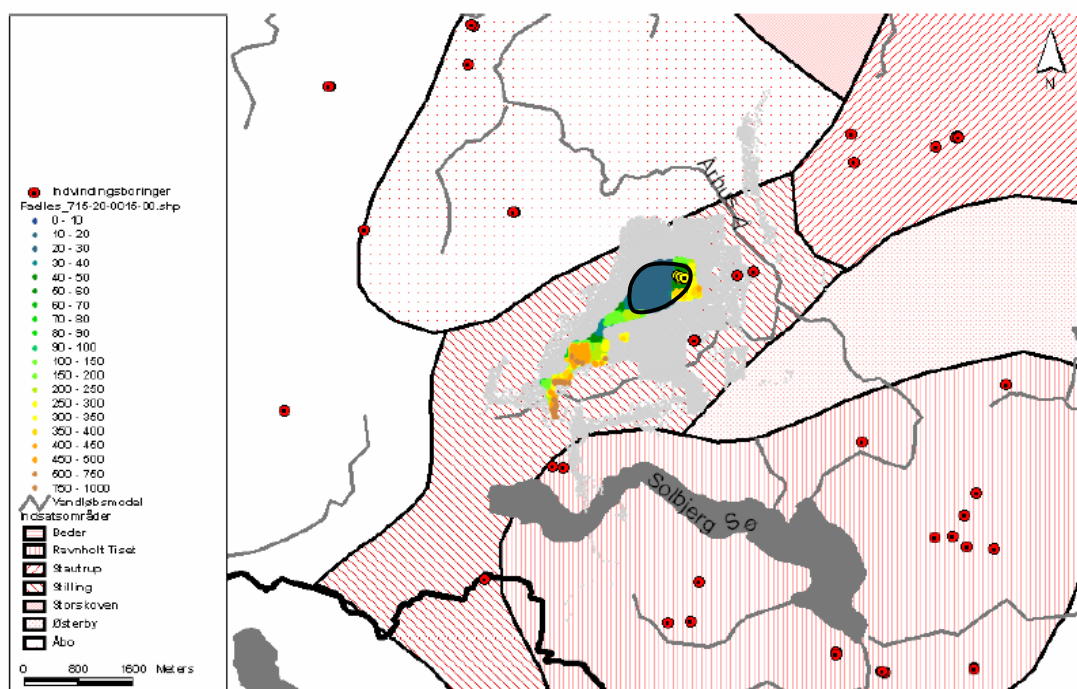 Indvindingsboringer
Faelles_715-20-0015-00.shp
0 - 10
10 - 20
20 - 30
30 - 40
40 - 50
50 - 60
60 - 70
70 - 80
80 - 90
90 - 100
100 - 150
150 - 200
200 - 250
250 - 300
300 - 350
350 - 400
400 - 450
450 - 500
500 - 750
750 - 1000
Vandløbsmodel
Indsatsområder
Beder
Ravnholt Tiset
Stautrup
Stilling
Storskoven
Østerby
Åbo
0 800 1600 Meters
N
Århus Å
Solbjerg Sø